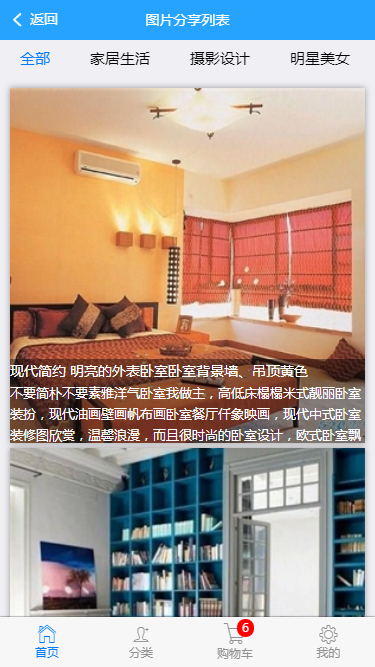 返回
图片分享列表
全部 家居生活 摄影设计 明星美女
现代简约 明亮的外表卧室卧室背景墙、吊顶黄色
不要简朴不要素雅洋气卧室我做主，高低床榻榻米式靓丽卧室
装扮，现代油画壁画帆布画卧室餐厅仟象映画，现代中式卧室
装修图欣赏，温馨浪漫，而且很时尚的卧室设计，欧式卧室飘
6
首页 分类 购物车 我的